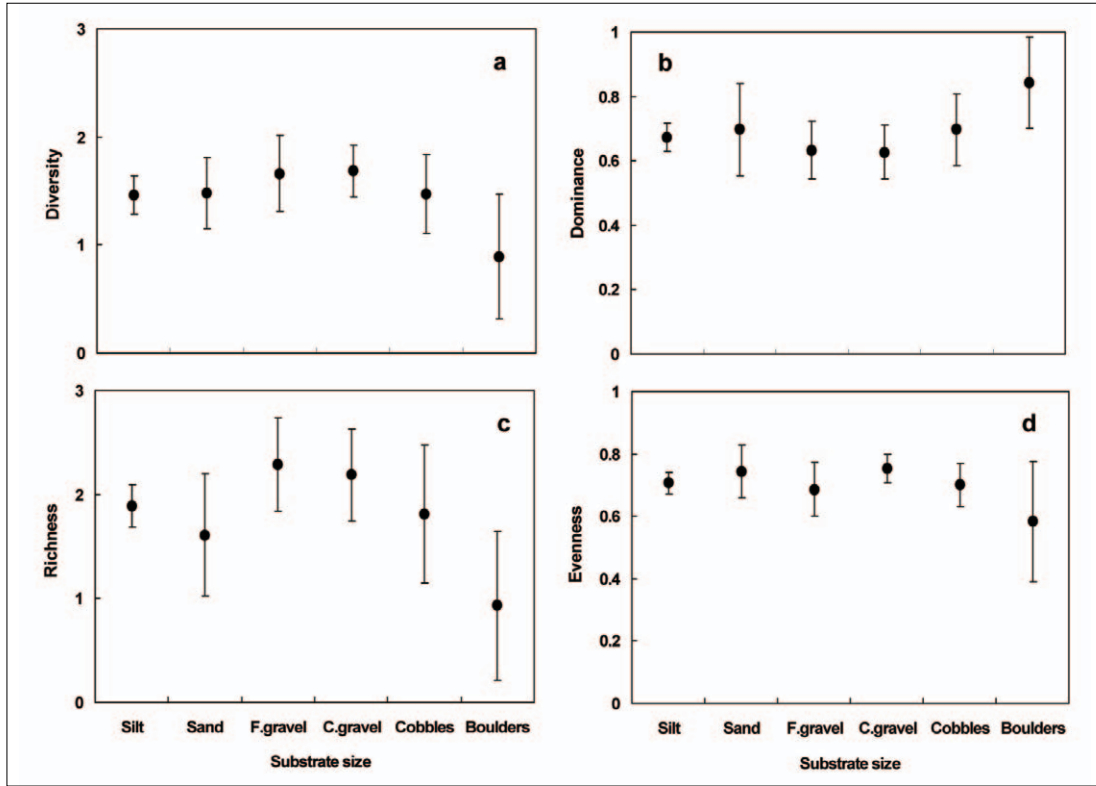 3
2
1
0
Diversity
a
1
0.8
0.6
0.4
0.2
0
Dominance
b
3
2
1
0
Richness
c
Silt Sand F.gravel C.gravel Cobbles Boulders
Substrate size
1
0.8
0.6
0.4
0.2
0
Evenness
d
Silt Sand F.gravel C.gravel Cobbles Boulders
Substrate size